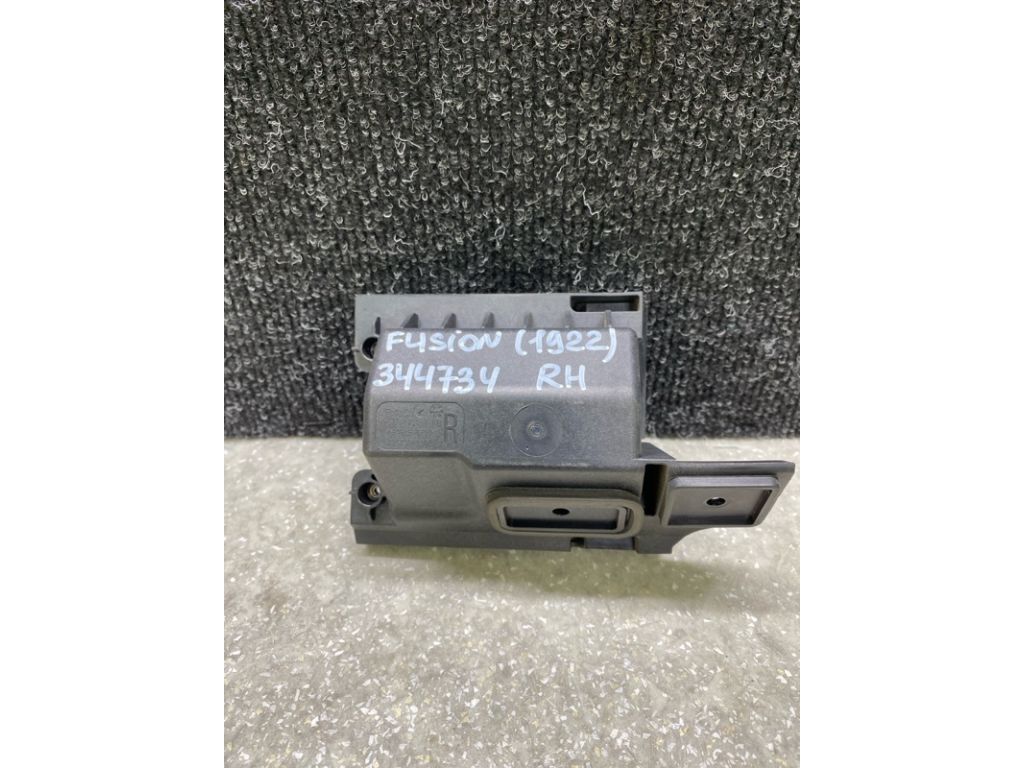 FUSION (1922)
344734 RH
R